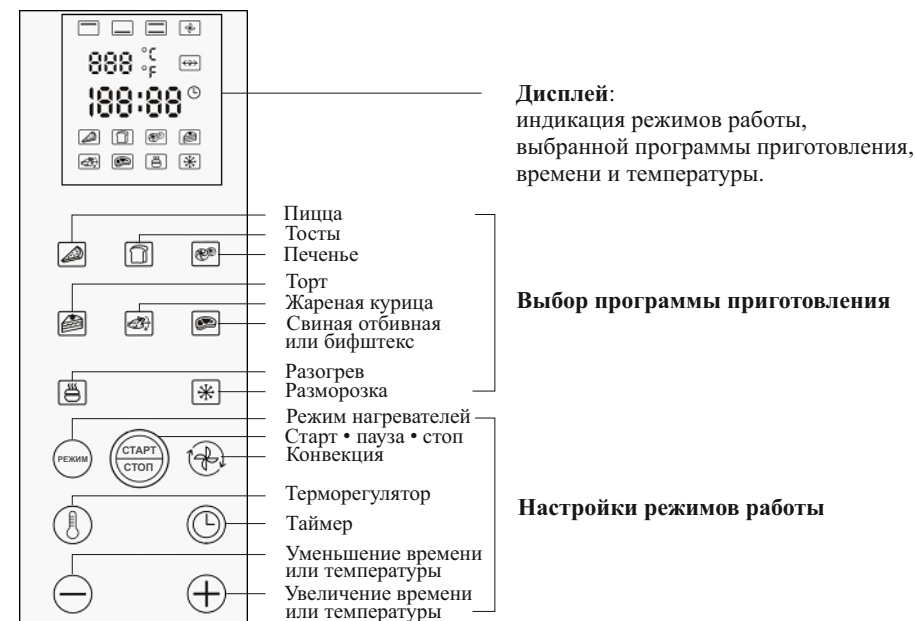 888 °C
°F
188:88
Дисплей:
индикация режимов работы,
выбранной программы приготовления,
времени и температуры.
Пицца
Тосты
Печенье
Торт
Жареная курица
Свиная отбивная
или бифштекс
Разогрев
Разморозка
Выбор программы приготовления
Режим нагревателей
Старт • пауза • стоп
Конвекция
Терморегулятор
Таймер
Уменьшение времени
или температуры
Увеличение времени
или температуры
Настройки режимов работы
РЕЖИМ
СТАРТ
СТОП